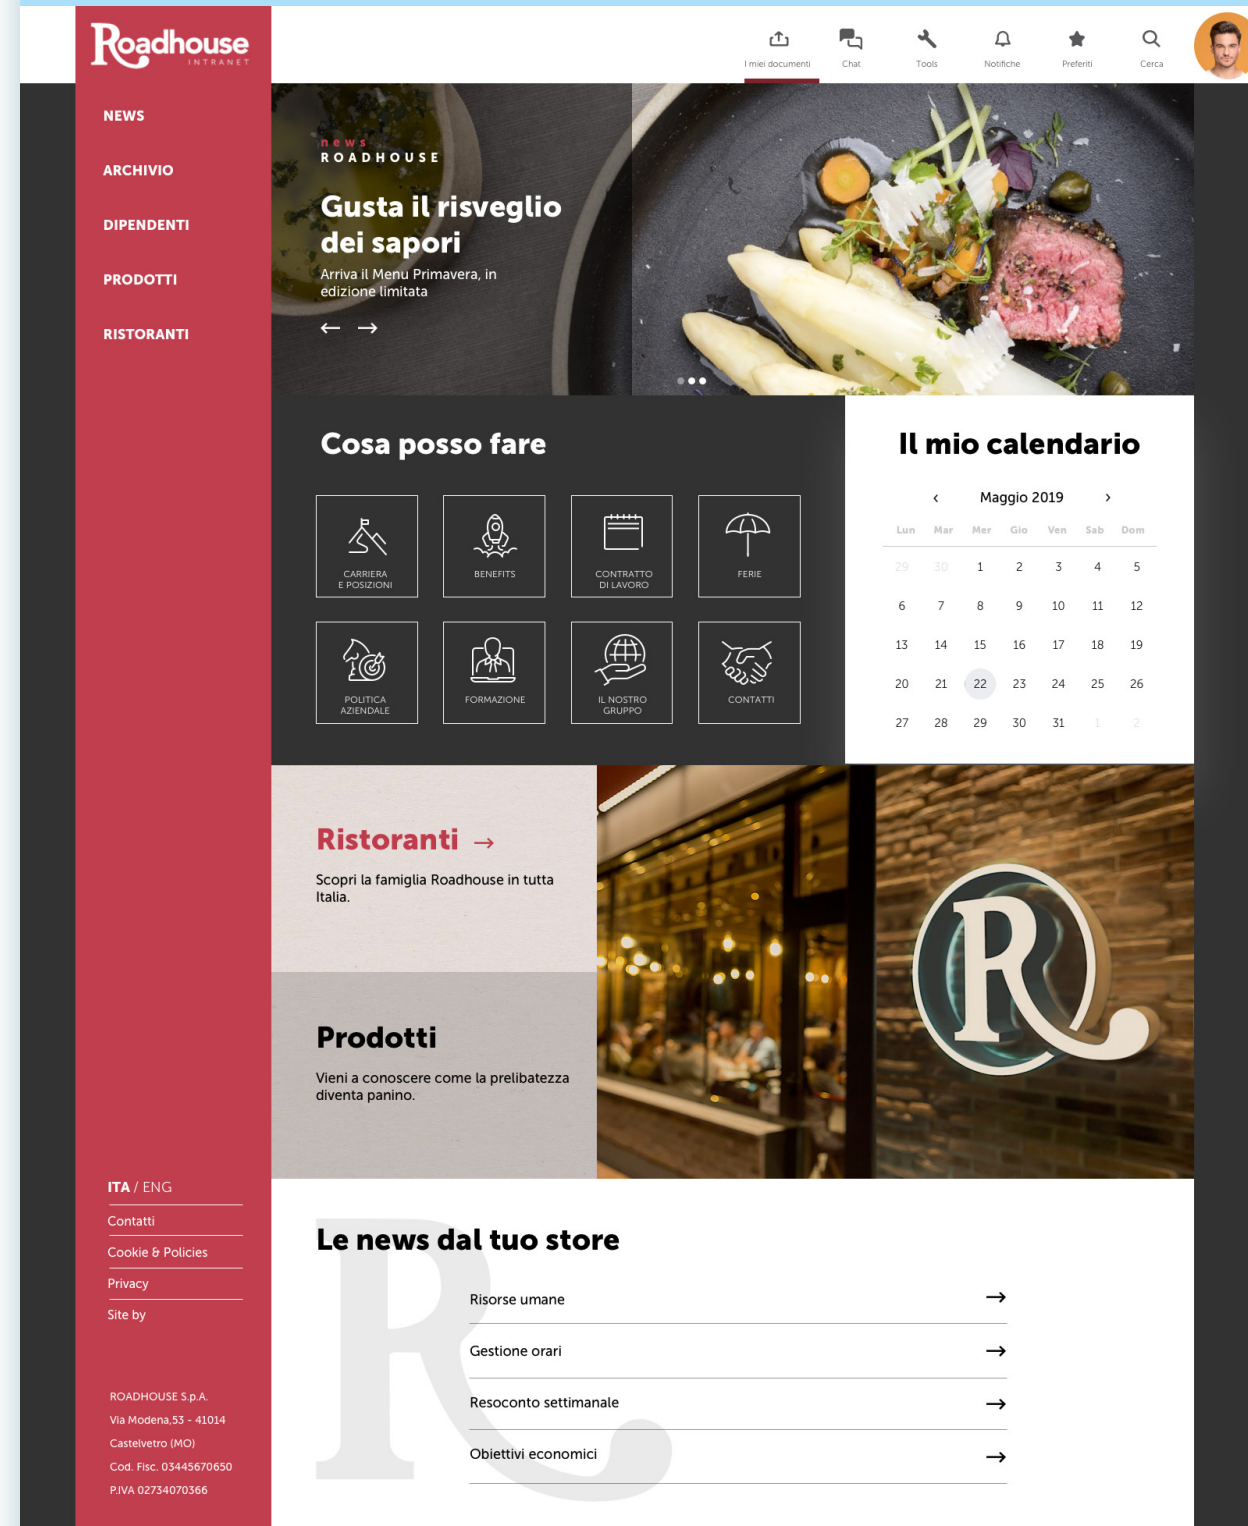 Roadhouse
INTRANET
I miei documenti
Chat
Tools
Notifiche
Preferiti
Cerca
NEWS
ARCHIVIO
DIPENDENTI
PRODOTTI
RISTORANTI
news
ROADHOUSE
Gusta il risveglio
dei sapori
Arriva il Menu Primavera, in
edizione limitata
Cosa posso fare
CARRIERA
E POSIZIONI
BENEFITS
CONTRATTO
DI LAVORO
FERIE
POLITICA
AZIENDALE
FORMAZIONE
IL NOSTRO
GRUPPO
CONTATTI
Il mio calendario
‹ Maggio 2019 ›
Lun Mar Mer Gio Ven Sab Dom
29 30 1 2 3 4 5
6 7 8 9 10 11 12
13 14 15 16 17 18 19
20 21 22 23 24 25 26
27 28 29 30 31 1 2
Ristoranti →
Scopri la famiglia Roadhouse in tutta
Italia.
Prodotti
Vieni a conoscere come la prelibatezza
diventa panino.
R
ITA / ENG
Contatti
Cookie & Policies
Privacy
Site by
ROADHOUSE S.p.A.
Via Modena,53 - 41014
Castelvetro (MO)
Cod. Fisc. 03445670650
P.IVA 02734070366
R
Le news dal tuo store
Risorse umane →
Gestione orari →
Resoconto settimanale →
Obiettivi economici →